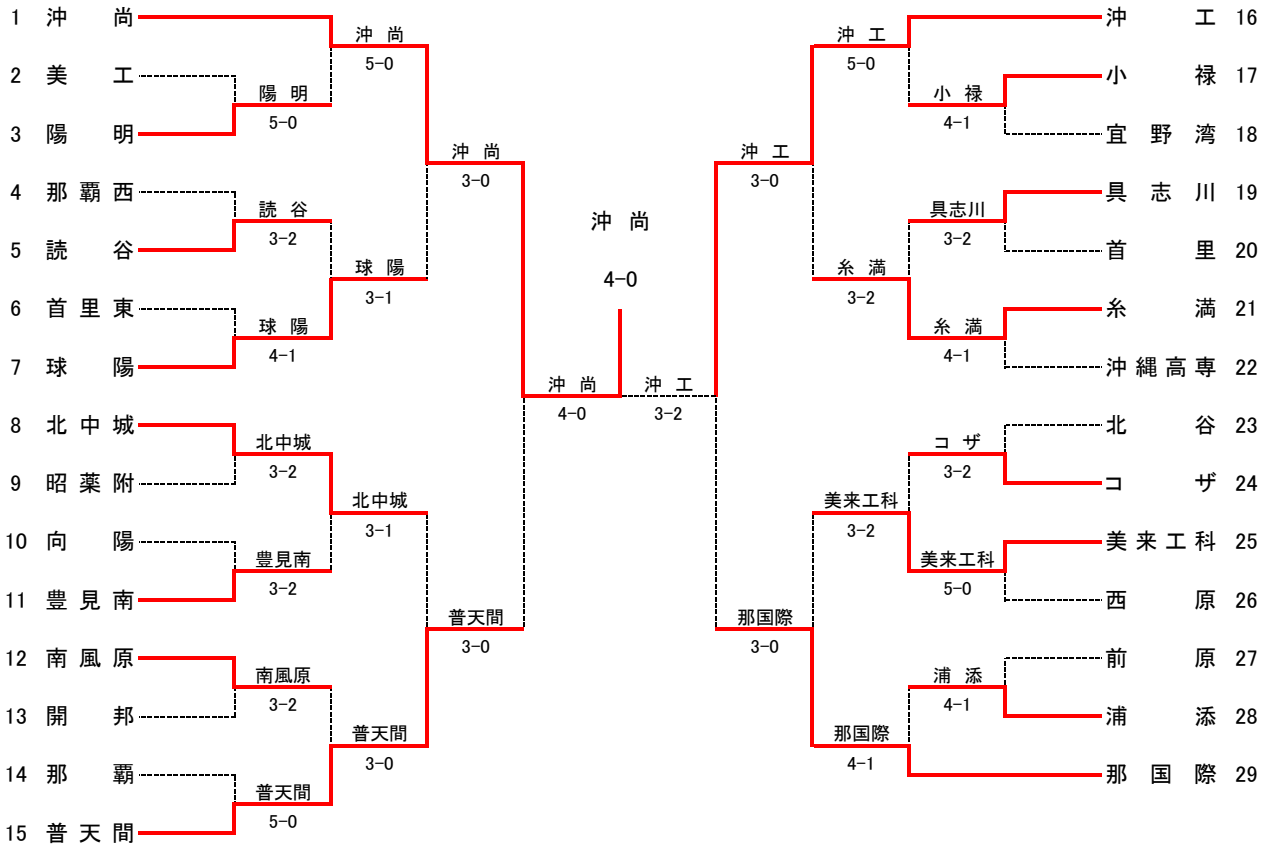 1 沖 尚
2 美 工
3 陽 明
4 那覇西
5 読 谷
6 首里東
7 球 陽
8 北中城
9 昭薬附
10 向 陽
11 豊見南
12 南風原
13 開 邦
14 那 覇
15 普天間
陽 明
5-0
読 谷
3-2
球 陽
4-1
北中城
3-2
豊見南
3-2
南風原
3-2
普天間
5-0
沖 尚
5-0
球 陽
3-1
北中城
3-1
普天間
3-0
沖 尚
3-0
普天間
3-0
沖 尚
4-0
沖 尚
4-0
沖 工
3-2
沖 工
3-0
那国際
3-0
沖 工
5-0
糸 満
3-2
美来工科
3-2
那国際
4-1
小 禄
4-1
具志川
3-2
糸 満
4-1
コ ザ
3-2
美来工科
5-0
浦 添
4-1
沖 工 16
小 禄 17
宜野湾 18
具志川 19
首 里 20
糸 満 21
沖縄高専 22
北 谷 23
コ ザ 24
美来工科 25
西 原 26
前 原 27
浦 添 28
那国際 29